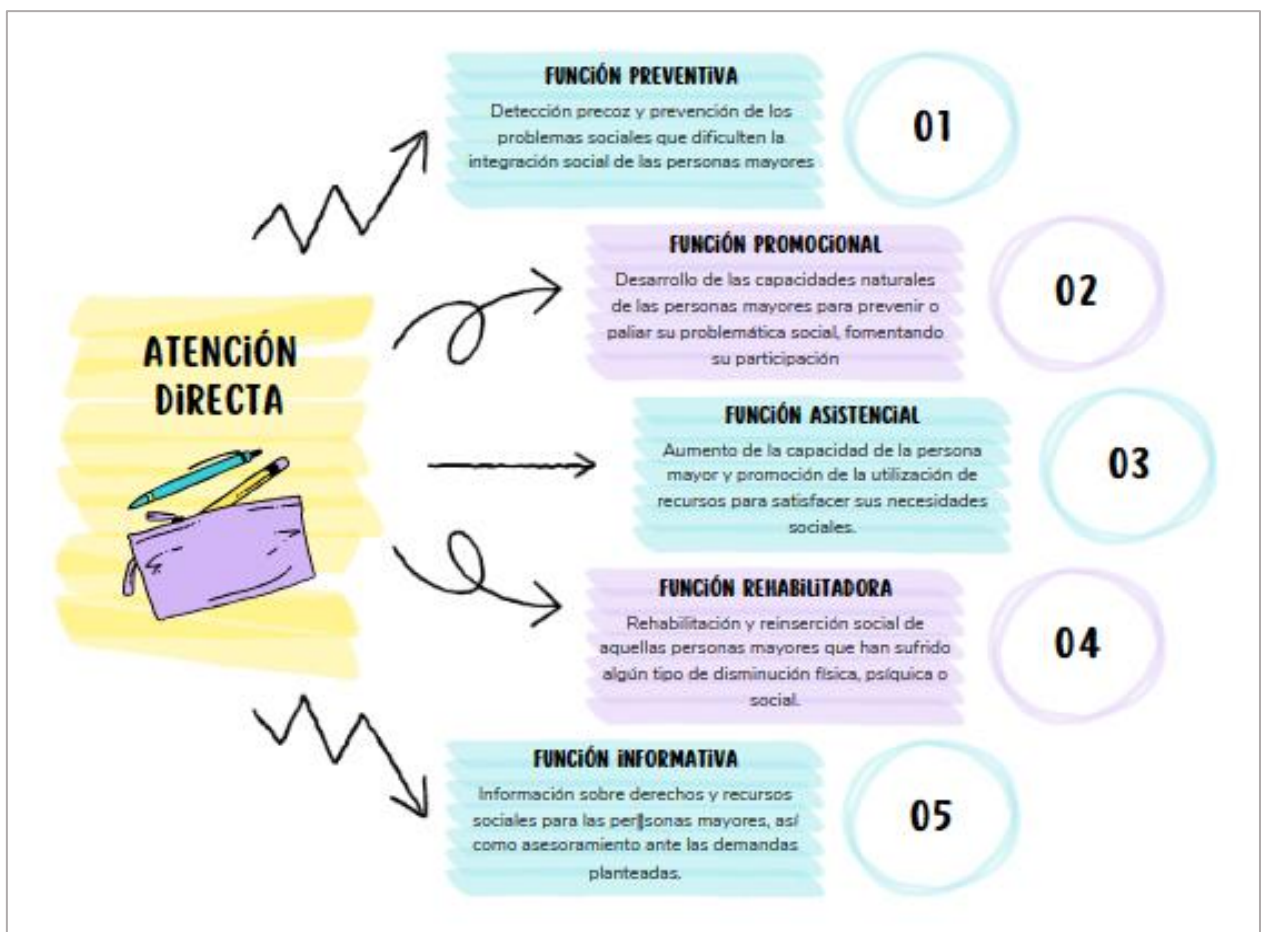 FUNCIÓN PREVENTIVA
Detección precoz y prevención de los
problemas sociales que dificulten la
integración social de las personas mayores
01
FUNCIÓN PROMOCIONAL
Desarrollo de las capacidades naturales
de las personas mayores para prevenir o
paliar su problemática social, fomentando
su participación
02
ATENCIÓN
DIRECTA
FUNCIÓN ASISTENCIAL
Aumento de la capacidad de la persona
mayor y promoción de la utilización de
recursos para satisfacer sus necesidades
sociales.
03
FUNCIÓN REHABILITADORA
Rehabilitación y reinserción social de
aquellas personas mayores que han sufrido
algún tipo de disminución física, psíquica o
social.
04
FUNCIÓN INFORMATIVA
Información sobre derechos y recursos
sociales para las personas mayores, así
como asesoramiento ante las demandas
planteadas.
05